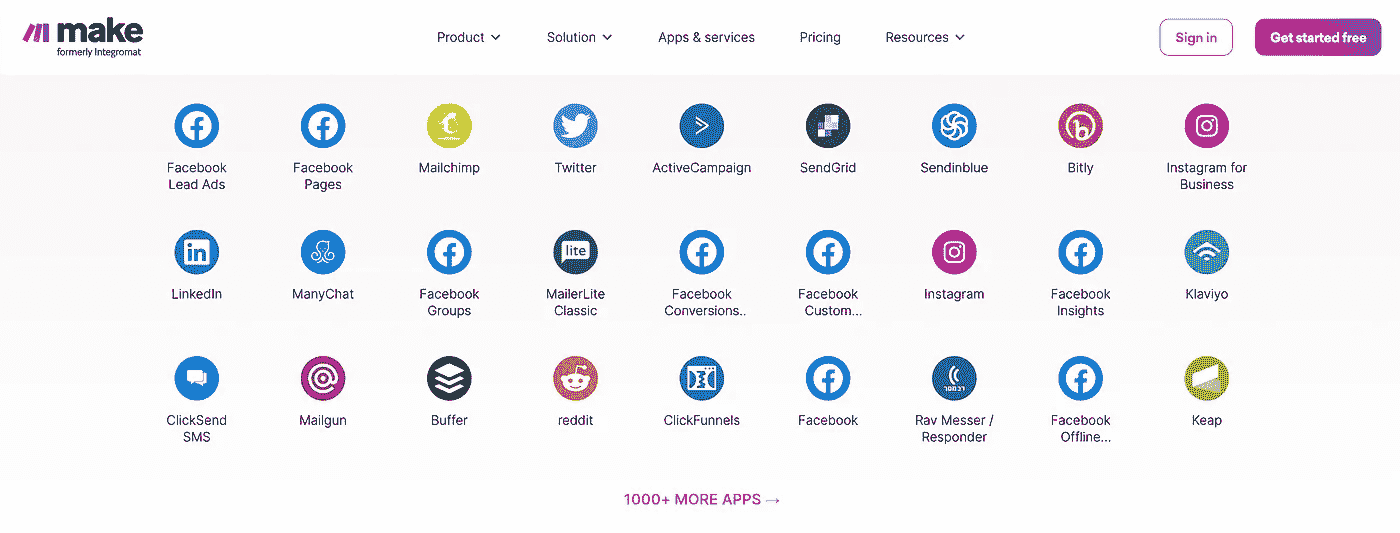 make
formerly Integromat
Product
Solution
Apps & services
Pricing
Resources
Sign in
Get started free
Facebook
Lead Ads
Facebook
Pages
Mailchimp
Twitter
ActiveCampaign
SendGrid
Sendinblue
Bitly
Instagram for
Business
LinkedIn
ManyChat
Facebook
Groups
lite
MailerLite
Classic
Facebook
Conversions..
Facebook
Custom...
Instagram
Facebook
Insights
Klaviyo
ClickSend
SMS
Mailgun
Buffer
reddit
ClickFunnels
Facebook
רב מסר
Rav Messer /
Responder
Facebook
Offline...
Keap
1000+ MORE APPS →